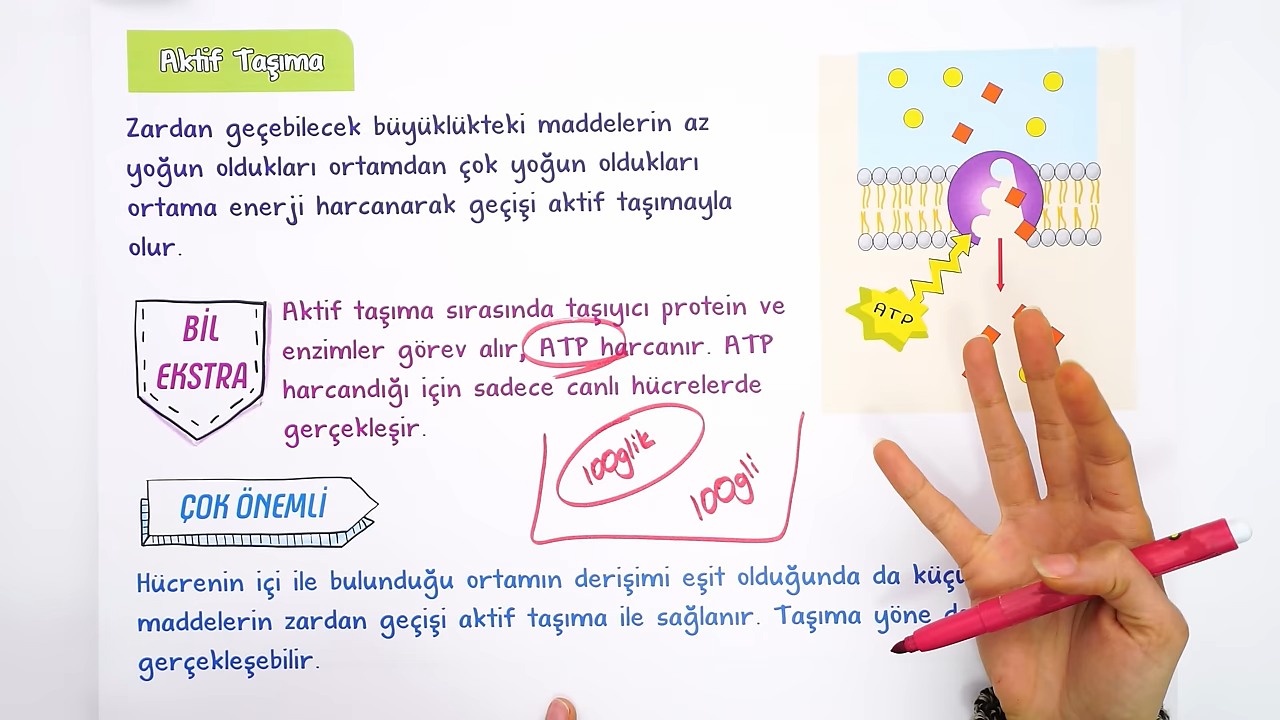 Aktif Taşıma
Zardan geçebilecek büyüklükteki maddelerin az
yoğun oldukları ortamdan çok yoğun oldukları
ortama enerji harcanarak geçişi aktif taşımayla
olur.
BİL
EKSTRA
Aktif taşıma sırasında taşıyıcı protein ve
enzimler görev alır, ATP harcanır. ATP
harcandığı için sadece canlı hücrelerde
gerçekleşir.
ATP
100glik
100gli
ÇOK ÖNEMLİ
Hücrenin içi ile bulunduğu ortamın derişimi eşit olduğunda da
maddelerin zardan geçişi aktif taşıma ile sağlanır. Taşıma yöne
gerçekleşebilir.